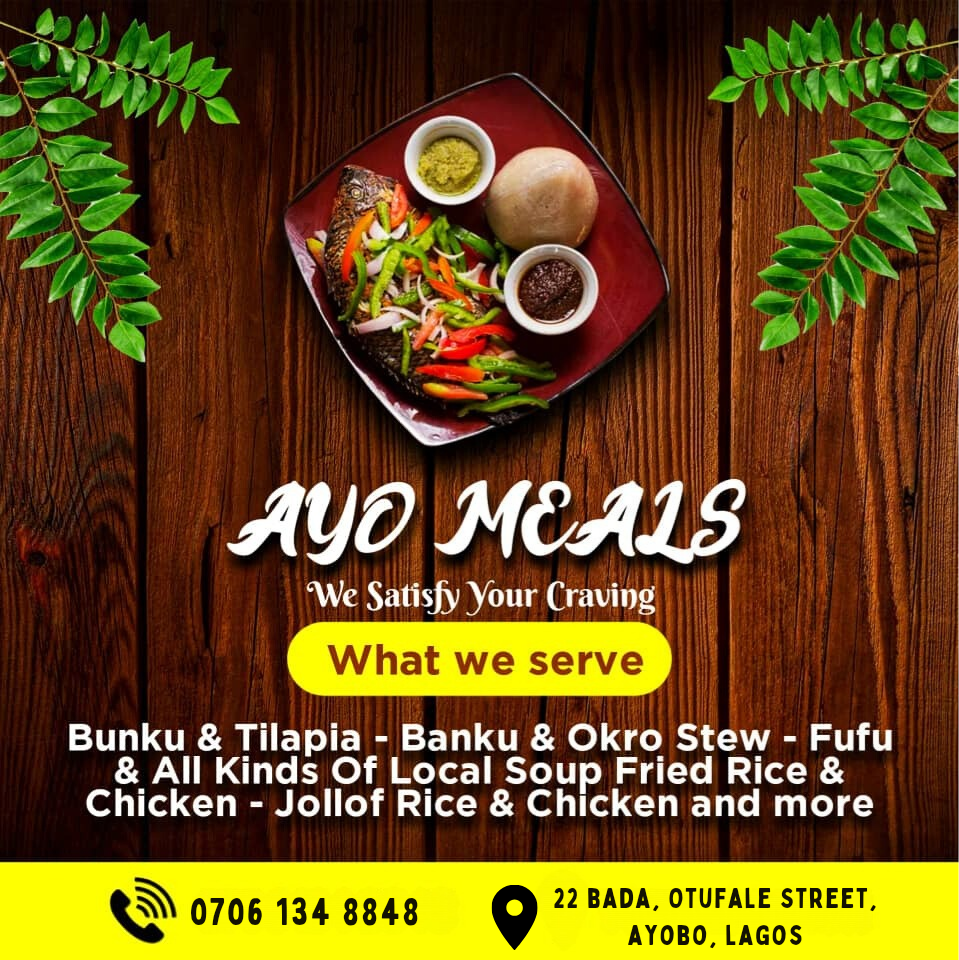 AYO MEALS
We Satisfy Your Craving
What we serve
Bunku & Tilapia - Banku & Okro Stew - Fufu
& All Kinds Of Local Soup Fried Rice &
Chicken - Jollof Rice & Chicken and more
0706 134 8848
22 BADA, OTUFALE STREET,
AYOBO, LAGOS